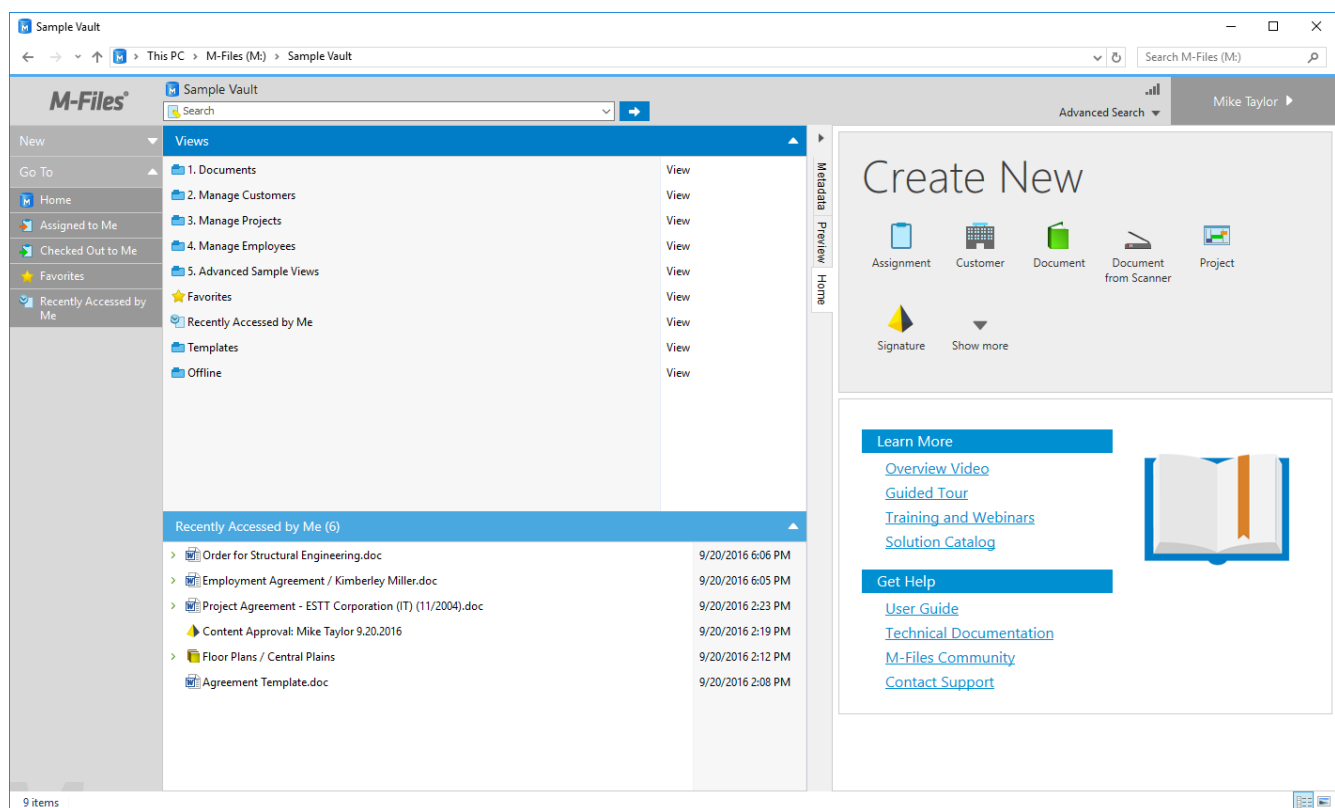 Sample Vault
This PC > M-Files (M:) > Sample Vault
Search M-Files (M:)
M-Files®
Sample Vault
Search
Advanced Search
Mike Taylor
New
Go To
Home
Assigned to Me
Checked Out to Me
Favorites
Recently Accessed by
Me
Views
1. Documents View
2. Manage Customers View
3. Manage Projects View
4. Manage Employees View
5. Advanced Sample Views View
Favorites View
Recently Accessed by Me View
Templates View
Offline View
Recently Accessed by Me (6)
Order for Structural Engineering.doc 9/20/2016 6:06 PM
Employment Agreement / Kimberley Miller.doc 9/20/2016 6:05 PM
Project Agreement - ESTT Corporation (IT) (11/2004).doc 9/20/2016 2:23 PM
Content Approval: Mike Taylor 9.20.2016 9/20/2016 2:19 PM
Floor Plans / Central Plains 9/20/2016 2:12 PM
Agreement Template.doc 9/20/2016 2:08 PM
Metadata
Preview
Home
Create New
Assignment
Customer
Document
Document
from Scanner
Project
Signature
Show more
Learn More
Overview Video
Guided Tour
Training and Webinars
Solution Catalog
Get Help
User Guide
Technical Documentation
M-Files Community
Contact Support
9 items